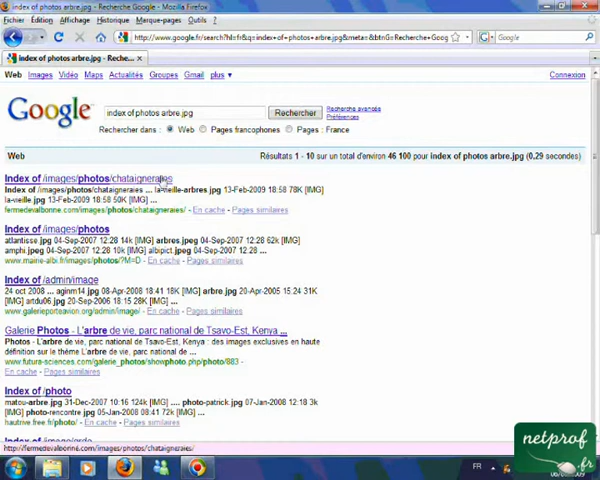 index of photos arbre.jpg - Recherche Google - Mozilla Firefox
Fichier Édition Affichage Historique Marque-pages Outils ?
http://www.google.fr/search?hl=fr&q=index+of+photos+arbre.jpg&meta=&btnG=Recherche+Goog
Google
index of photos arbre.jpg - Reche...
Web Images Vidéo Maps Actualités Groupes Gmail plus ▼
Connexion
Google
index of photos arbre.jpg
Rechercher
Recherche avancée
Préférences
Rechercher dans : Web Pages francophones Pages : France
Web
Résultats 1 - 10 sur un total d'environ 46 100 pour index of photos arbre.jpg (0,29 secondes)
Index of /images/photos/chataigneraies
Index of /images/photos/chataigneraies ... la-vieille-arbres.jpg 13-Feb-2009 18:58 78K [IMG]
la-vieille.jpg 13-Feb-2009 18:58 50K [IMG] ...
fermedevalbonne.com/images/photos/chataigneraies/ - En cache - Pages similaires
Index of /images/photos
atlantisse.jpg 04-Sep-2007 12:28 14k [IMG] arbres.jpeg 04-Sep-2007 12:28 62k [IMG]
amphi.jpeg 04-Sep-2007 12:28 10k [IMG] albipict.jpeg 04-Sep-2007 12:28 ...
www.maine-albi.fr/images/photos/?M=D - En cache - Pages similaires
Index of /admin/image
24 oct 2008 ... aginm14.jpg 08-Apr-2008 18:41 18K [IMG] arbre.jpg 20-Apr-2005 15:24 31K
[IMG] artdu06.jpg 20-Sep-2006 18:15 28K [IMG] ...
www.galerieporteavion.org/admin/image/ - En cache - Pages similaires
Galerie Photos - L'arbre de vie, parc national de Tsavo-Est, Kenya ...
Photos - L'arbre de vie, parc national de Tsavo-Est, Kenya : des images exclusives en haute
définition sur le thème L'arbre de vie, parc national ...
www.futura-sciences.com/galerie_photos/showphoto.php/photo/883 -
En cache - Pages similaires
Index of /photo
matou-arbre.jpg 31-Dec-2007 10:16 124k [IMG] .... photo-patrick.jpg 07-Jan-2008 12:18 3k
[IMG] photo-rencontre.jpg 05-Jan-2008 08:41 72k [IMG] ...
hautrive.free.fr/photo/ - En cache - Pages similaires
http://fermedevalbonne.com/images/photos/chataigneraies/
netprof
.fr
FR